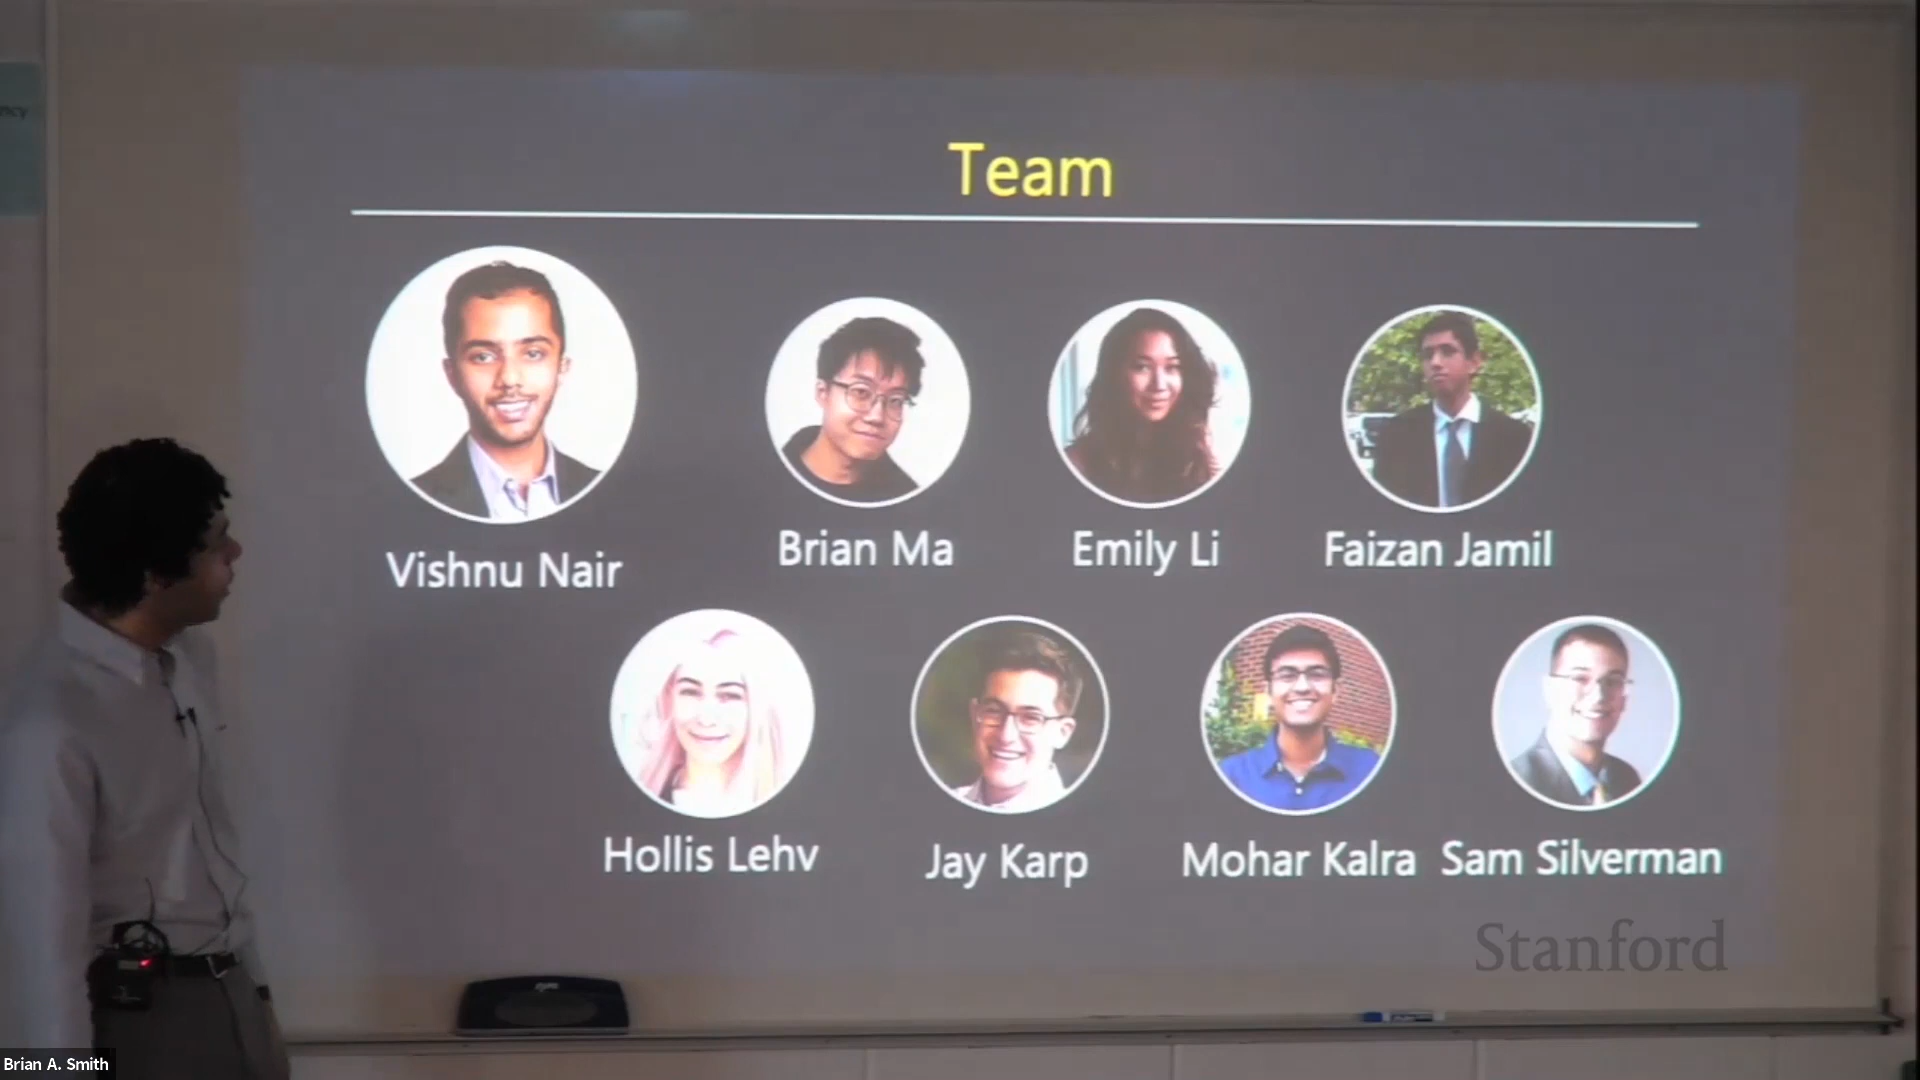 Team
Vishnu Nair
Brian Ma
Emily Li
Faizan Jamil
Hollis Lehv
Jay Karp
Mohar Kalra
Sam Silverman
Stanford
Brian A. Smith